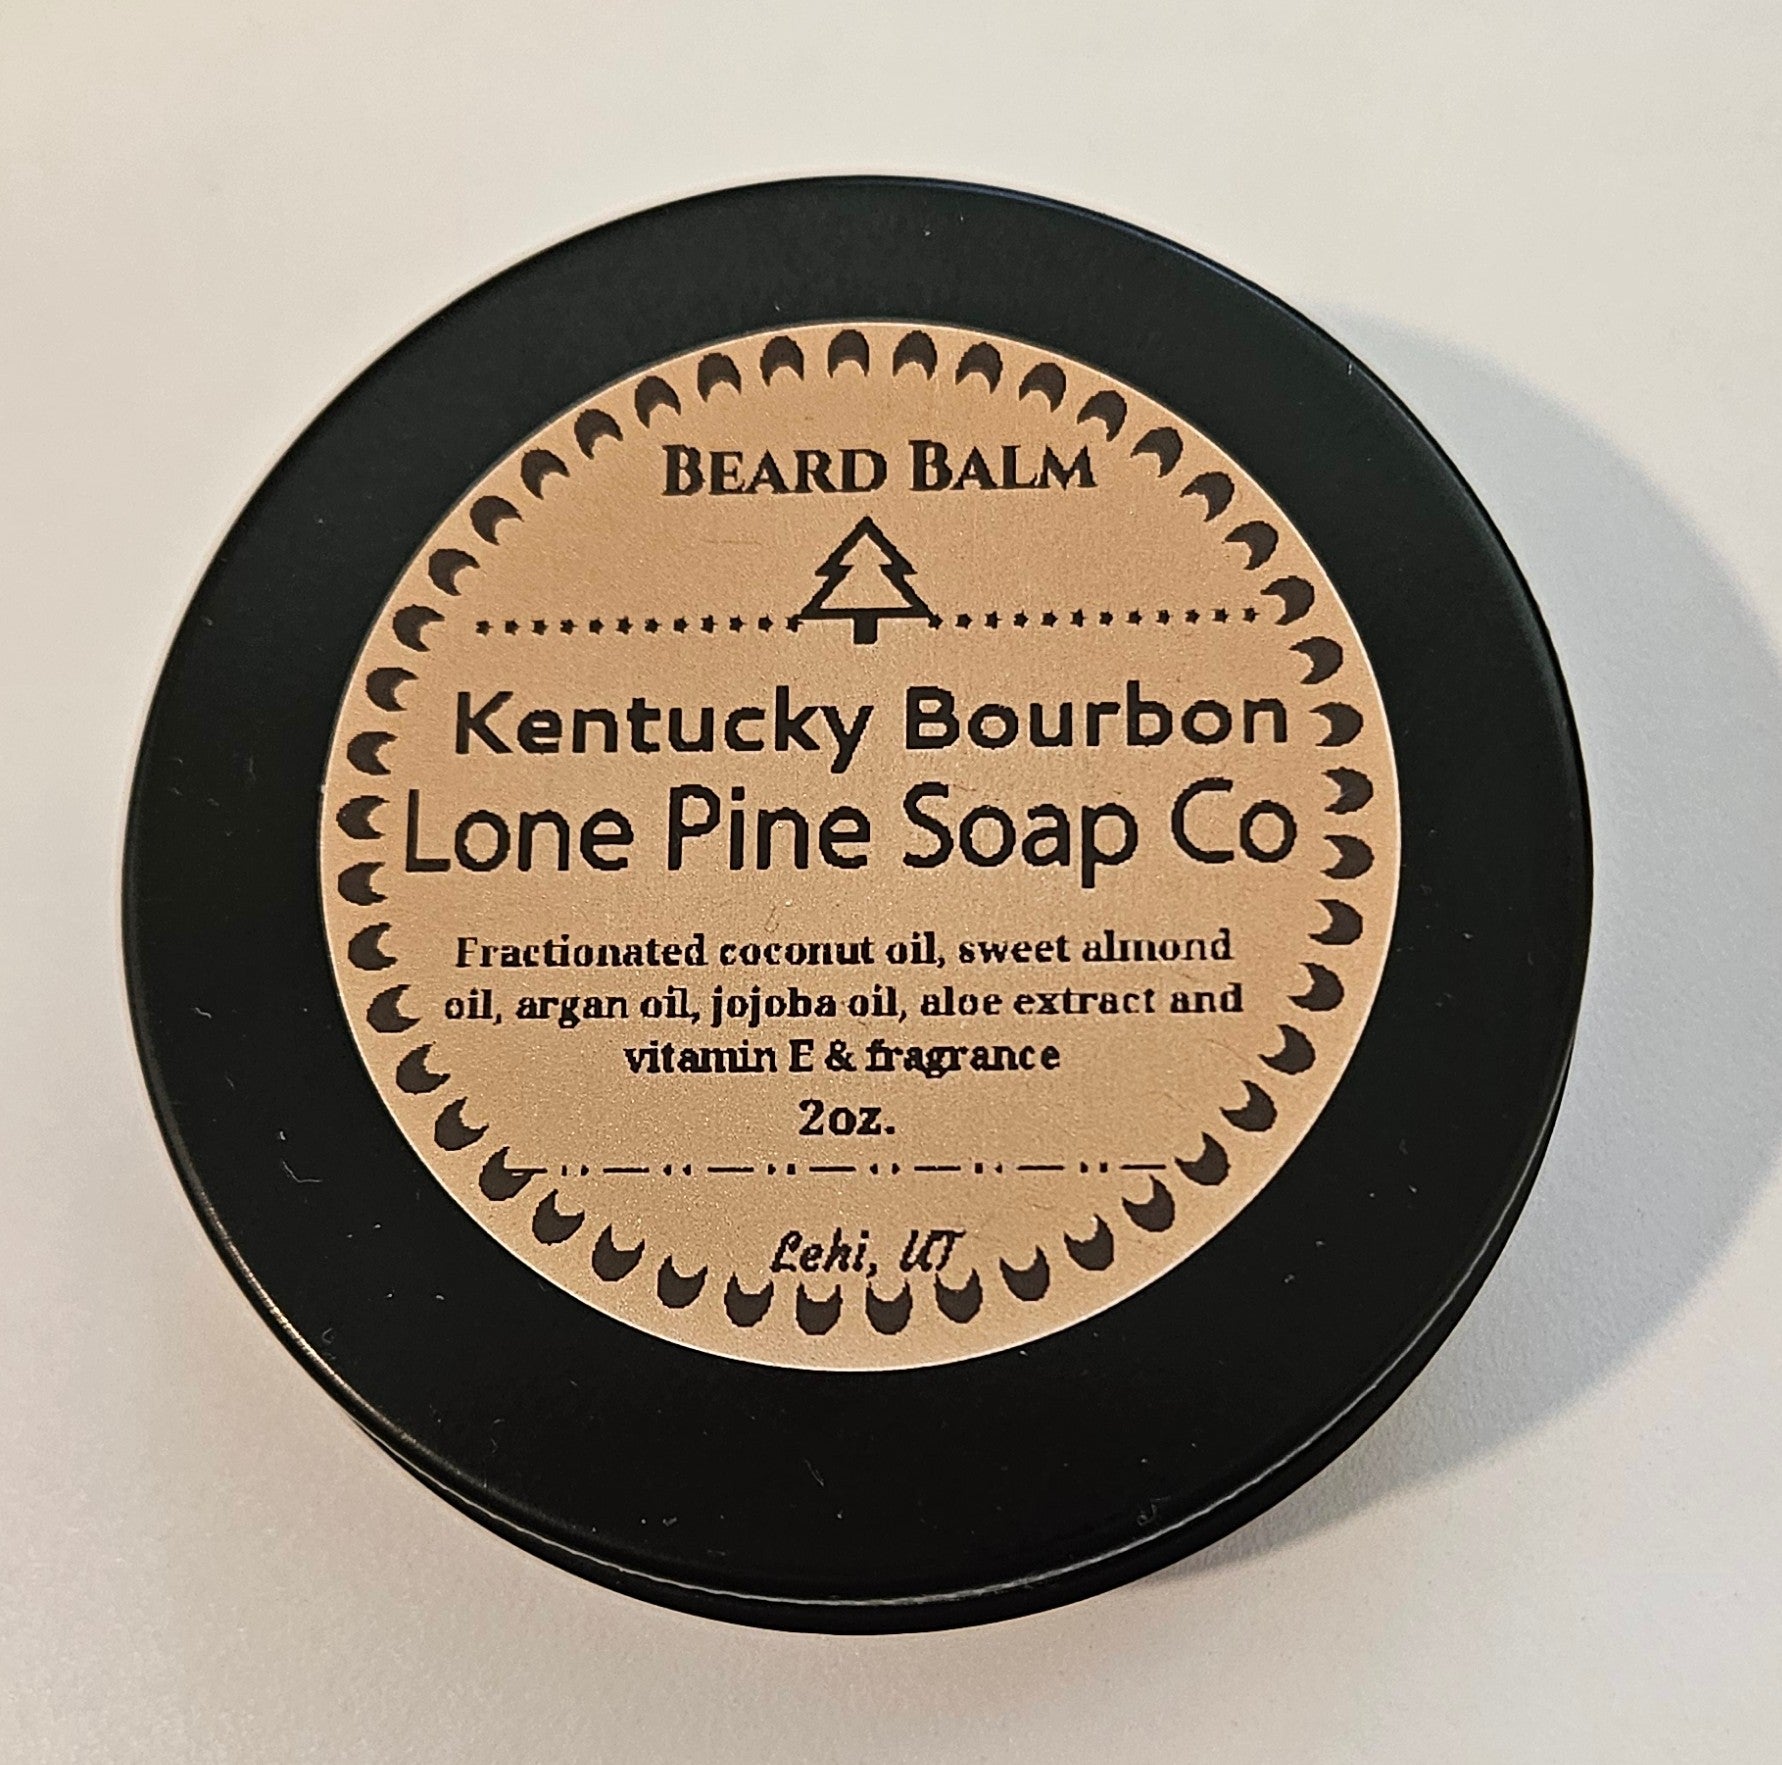 BEARD BALM
Kentucky Bourbon
Lone Pine Soap Co
Fractionated coconut oil, sweet almond
oil, argan oil, jojoba oil, aloe extract and
vitamin E & fragrance
2oz.
Lehi, UT